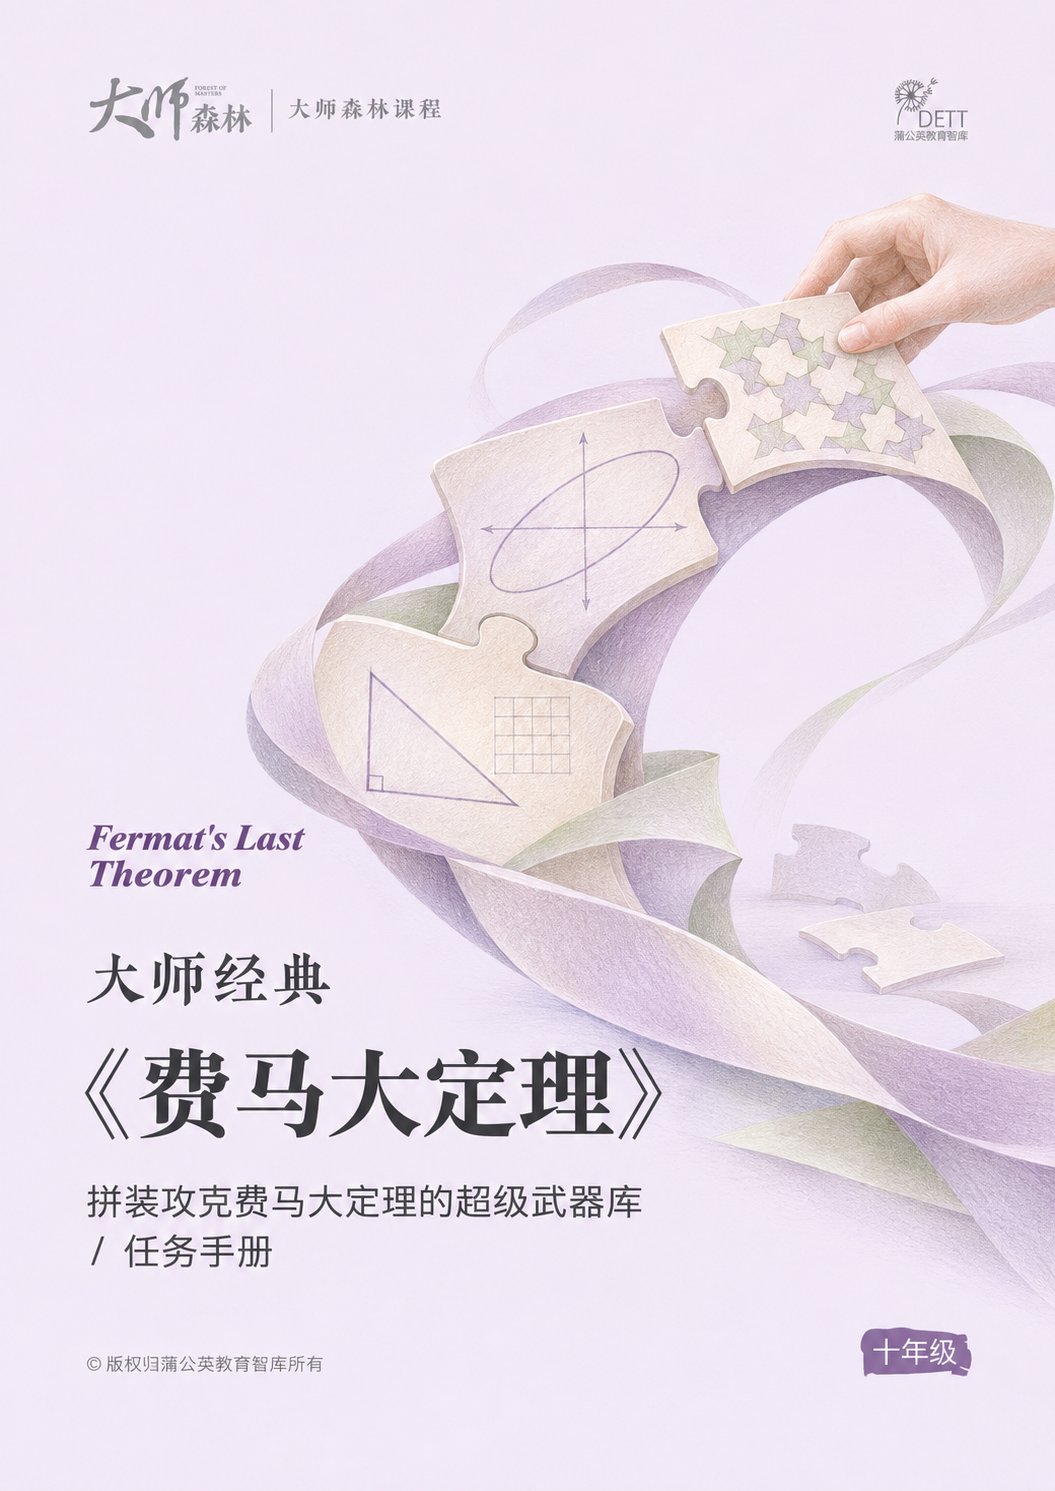 大师森林
FOREST OF
MASTERS
大师森林课程
DETT
蒲公英教育智库
Fermat's Last
Theorem
大师经典
《费马大定理》
拼装攻克费马大定理的超级武器库
/ 任务手册
© 版权归蒲公英教育智库所有
十年级